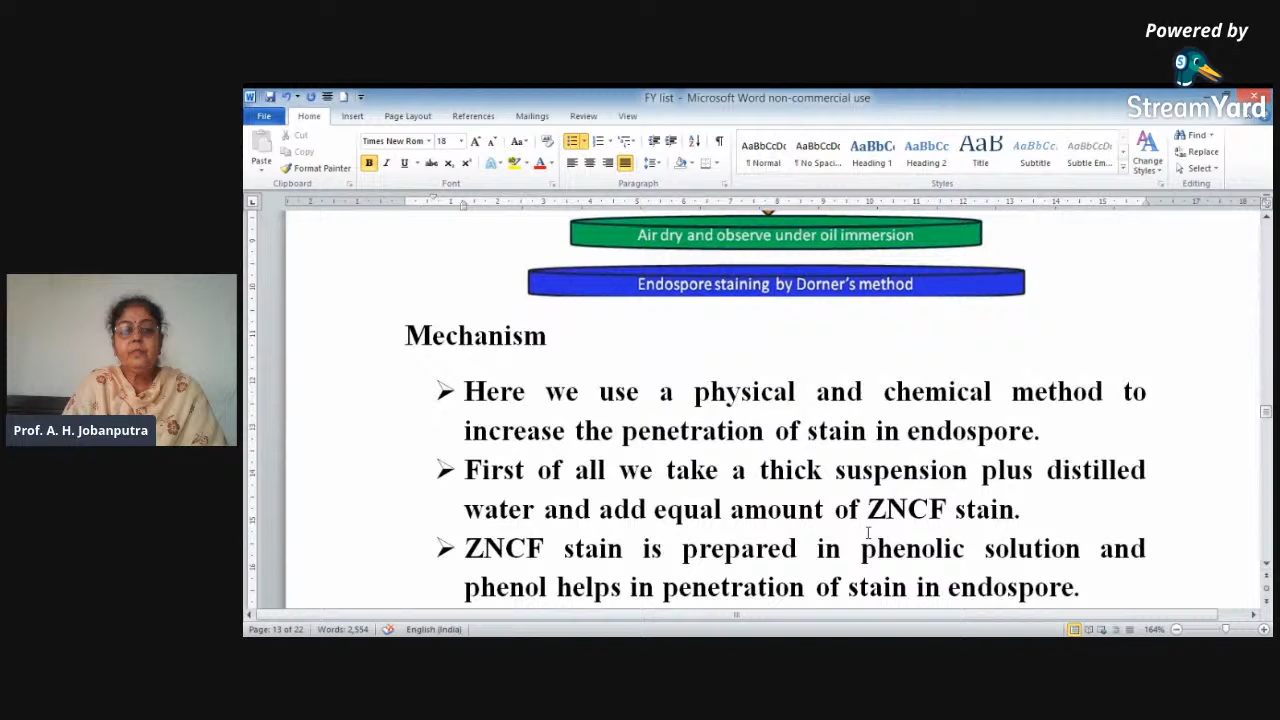 Powered by
StreamYard
FY list - Microsoft Word non-commercial use
File Home Insert Page Layout References Mailings Review View
Cut
Copy
Format Painter
Paste
Clipboard
Times New Rom 18
Font
Paragraph
AaBbCcDc AaBbCcDc AaBbC AaBbCc AaB AaBbCc. AaBbCcDc
¶ Normal ¶ No Spaci... Heading 1 Heading 2 Title Subtitle Subtle Em...
Change
Styles
Styles
Find
Replace
Select
Editing
Air dry and observe under oil immersion
Endospore staining by Dorner's method
Mechanism
➢ Here we use a physical and chemical method to
increase the penetration of stain in endospore.
➢ First of all we take a thick suspension plus distilled
water and add equal amount of ZNCF stain.
➢ ZNCF stain is prepared in phenolic solution and
phenol helps in penetration of stain in endospore.
Prof. A. H. Jobanputra
Page: 13 of 22 Words: 2,554 English (India) 164%